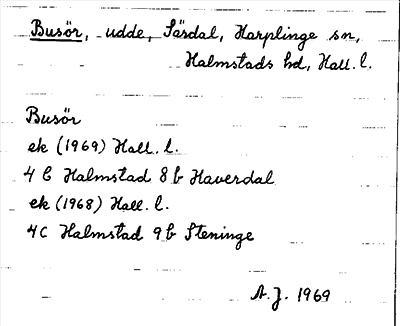 Busör, udde, Särdal, Harplinge sn,
Halmstads hd, Hall. l.
Busör
ek (1969) Hall. l.
4 C Halmstad 8 b Haverdal
ek (1968) Hall. l.
4C Halmstad 9 b Steninge
A.J. 1969